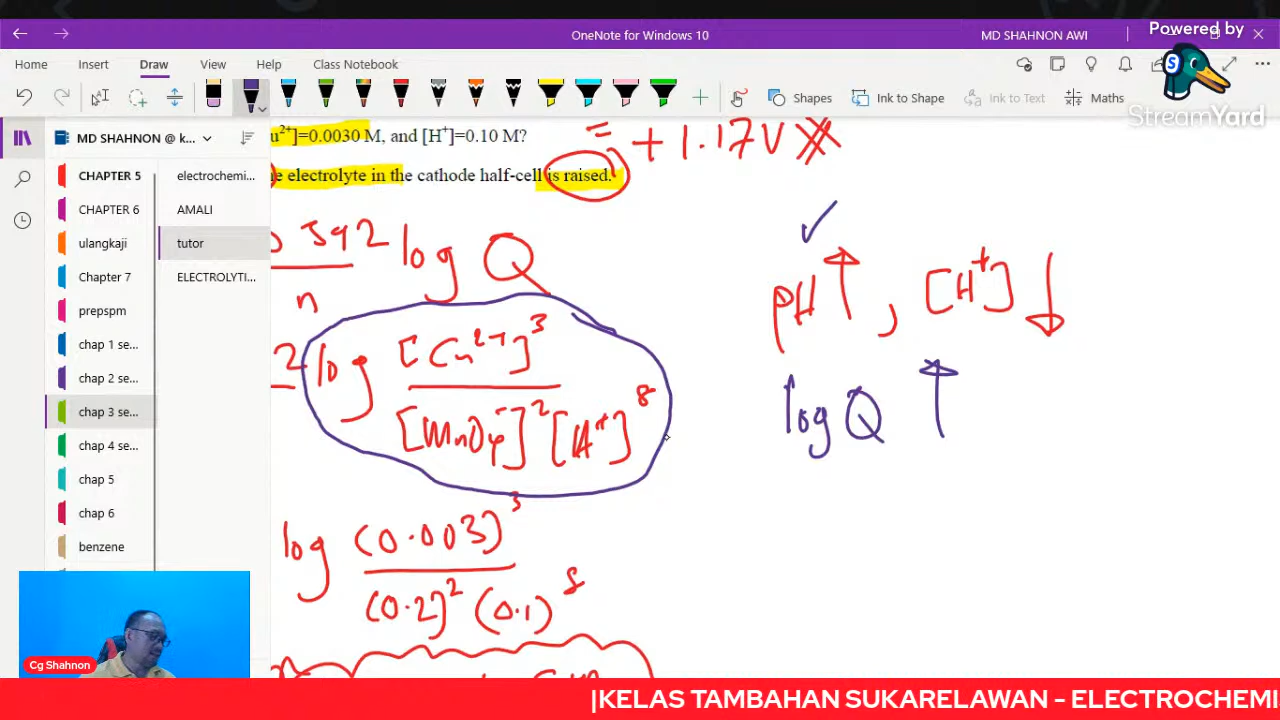 OneNote for Windows 10
MD SHAHNON AWI
Powered by
StreamYard
Home
Insert
Draw
View
Help
Class Notebook
Shapes
Ink to Shape
Maths
MD SHAHNON @ k...
CHAPTER 5
CHAPTER 6
ulangkaji
Chapter 7
prepspm
chap 1 se...
chap 2 se...
chap 3 se...
chap 4 se...
chap 5
chap 6
benzene
electrochemi...
AMALI
tutor
ELECTROLYTI...
u²⁺]=0.0030 M, and [H⁺]=0.10 M?
= + 1.17V
e electrolyte in the cathode half-cell is raised.
592 log Q
n
2 log [Cu²⁺]³
[MnO₄⁻]² [H⁺]⁸
log (0.003)³
(0.2)² (0.1)⁸
pH ↑ , [H⁺] ↓
log Q ↑
Cg Shahnon
|KELAS TAMBAHAN SUKARELAWAN - ELECTROCHEMI